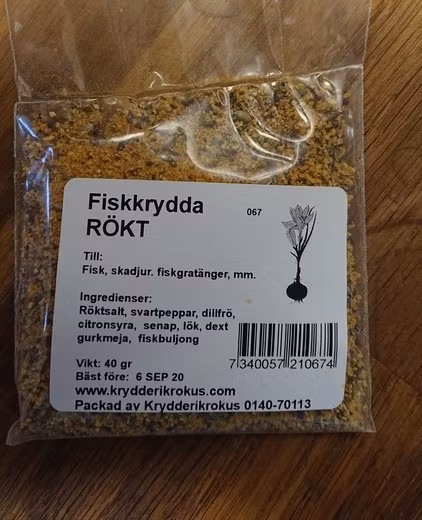 Fiskkrydda
RÖKT
067
Till:
Fisk, skadjur. fiskgratänger, mm.
Ingredienser:
Röktsalt, svartpeppar, dillfrö,
citronsyra, senap, lök, dext
gurkmeja, fiskbuljong
7 340057 210674
Vikt: 40 gr
Bäst före: 6 SEP 20
www.krydderikrokus.com
Packad av Krydderikrokus 0140-70113